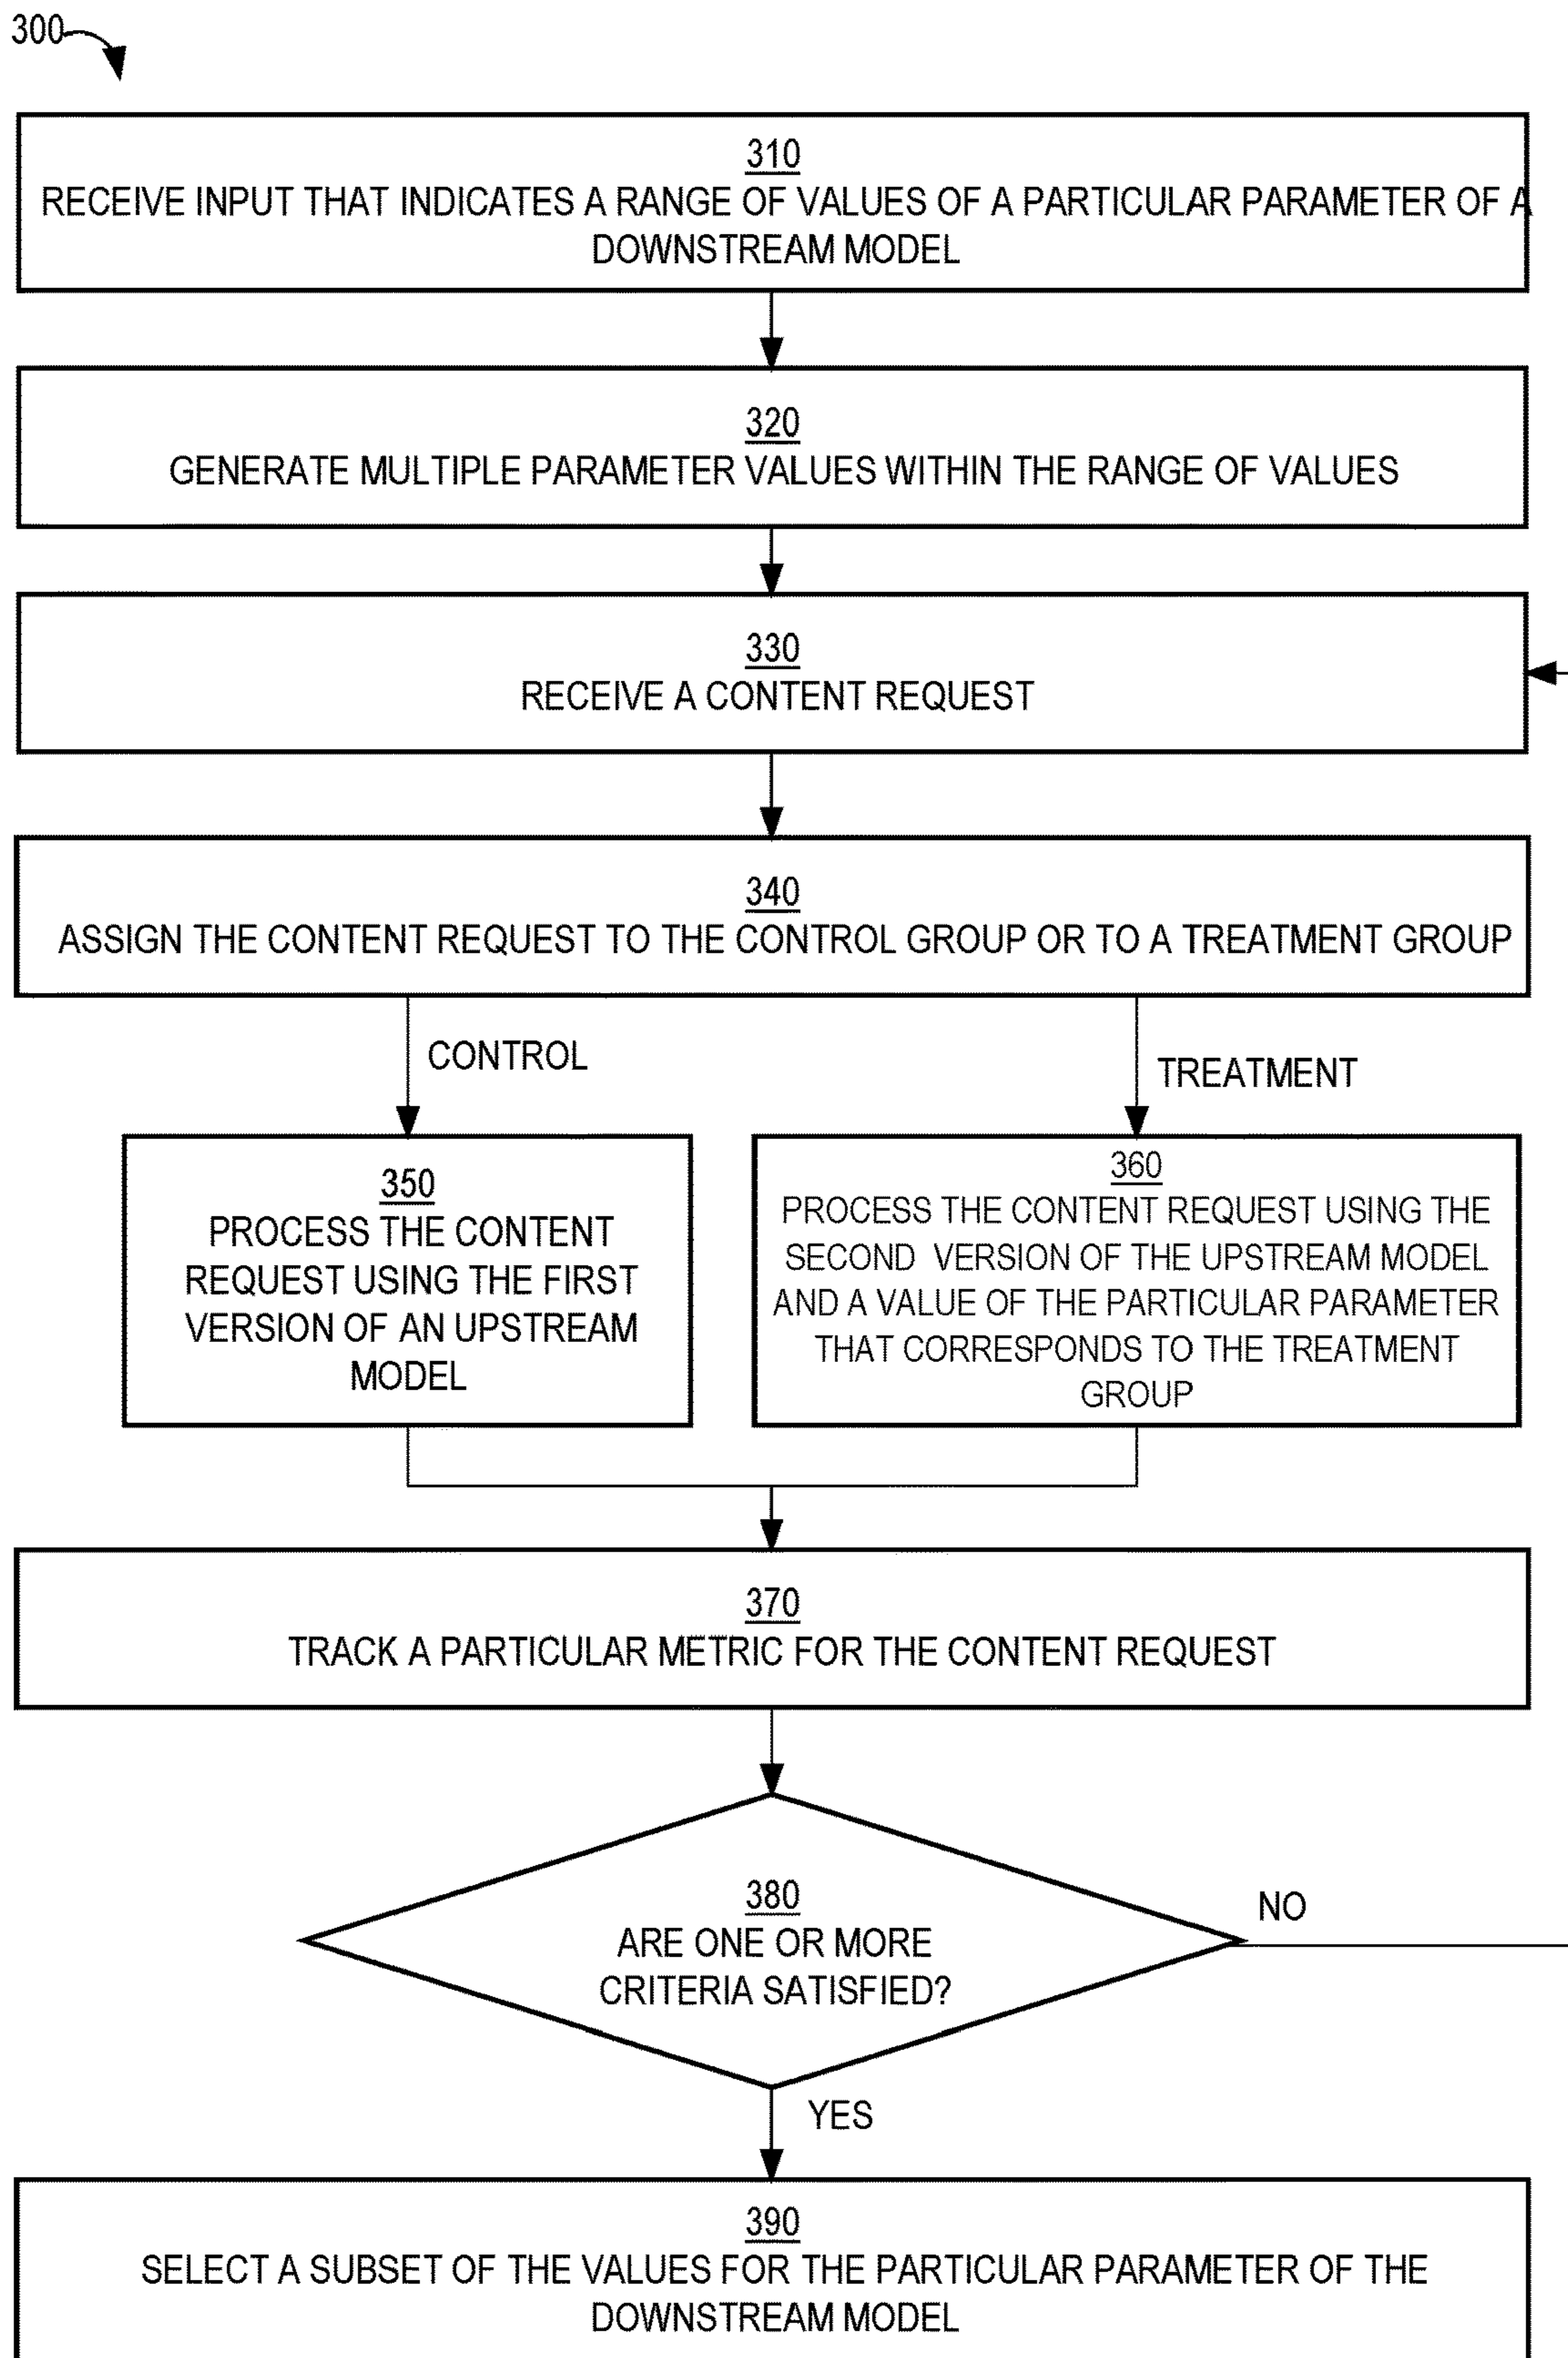 300
310
RECEIVE INPUT THAT INDICATES A RANGE OF VALUES OF A PARTICULAR PARAMETER OF A
DOWNSTREAM MODEL
320
GENERATE MULTIPLE PARAMETER VALUES WITHIN THE RANGE OF VALUES
330
RECEIVE A CONTENT REQUEST
340
ASSIGN THE CONTENT REQUEST TO THE CONTROL GROUP OR TO A TREATMENT GROUP
CONTROL
TREATMENT
350
PROCESS THE CONTENT
REQUEST USING THE FIRST
VERSION OF AN UPSTREAM
MODEL
360
PROCESS THE CONTENT REQUEST USING THE
SECOND VERSION OF THE UPSTREAM MODEL
AND A VALUE OF THE PARTICULAR PARAMETER
THAT CORRESPONDS TO THE TREATMENT
GROUP
370
TRACK A PARTICULAR METRIC FOR THE CONTENT REQUEST
380
ARE ONE OR MORE
CRITERIA SATISFIED?
NO
YES
390
SELECT A SUBSET OF THE VALUES FOR THE PARTICULAR PARAMETER OF THE
DOWNSTREAM MODEL